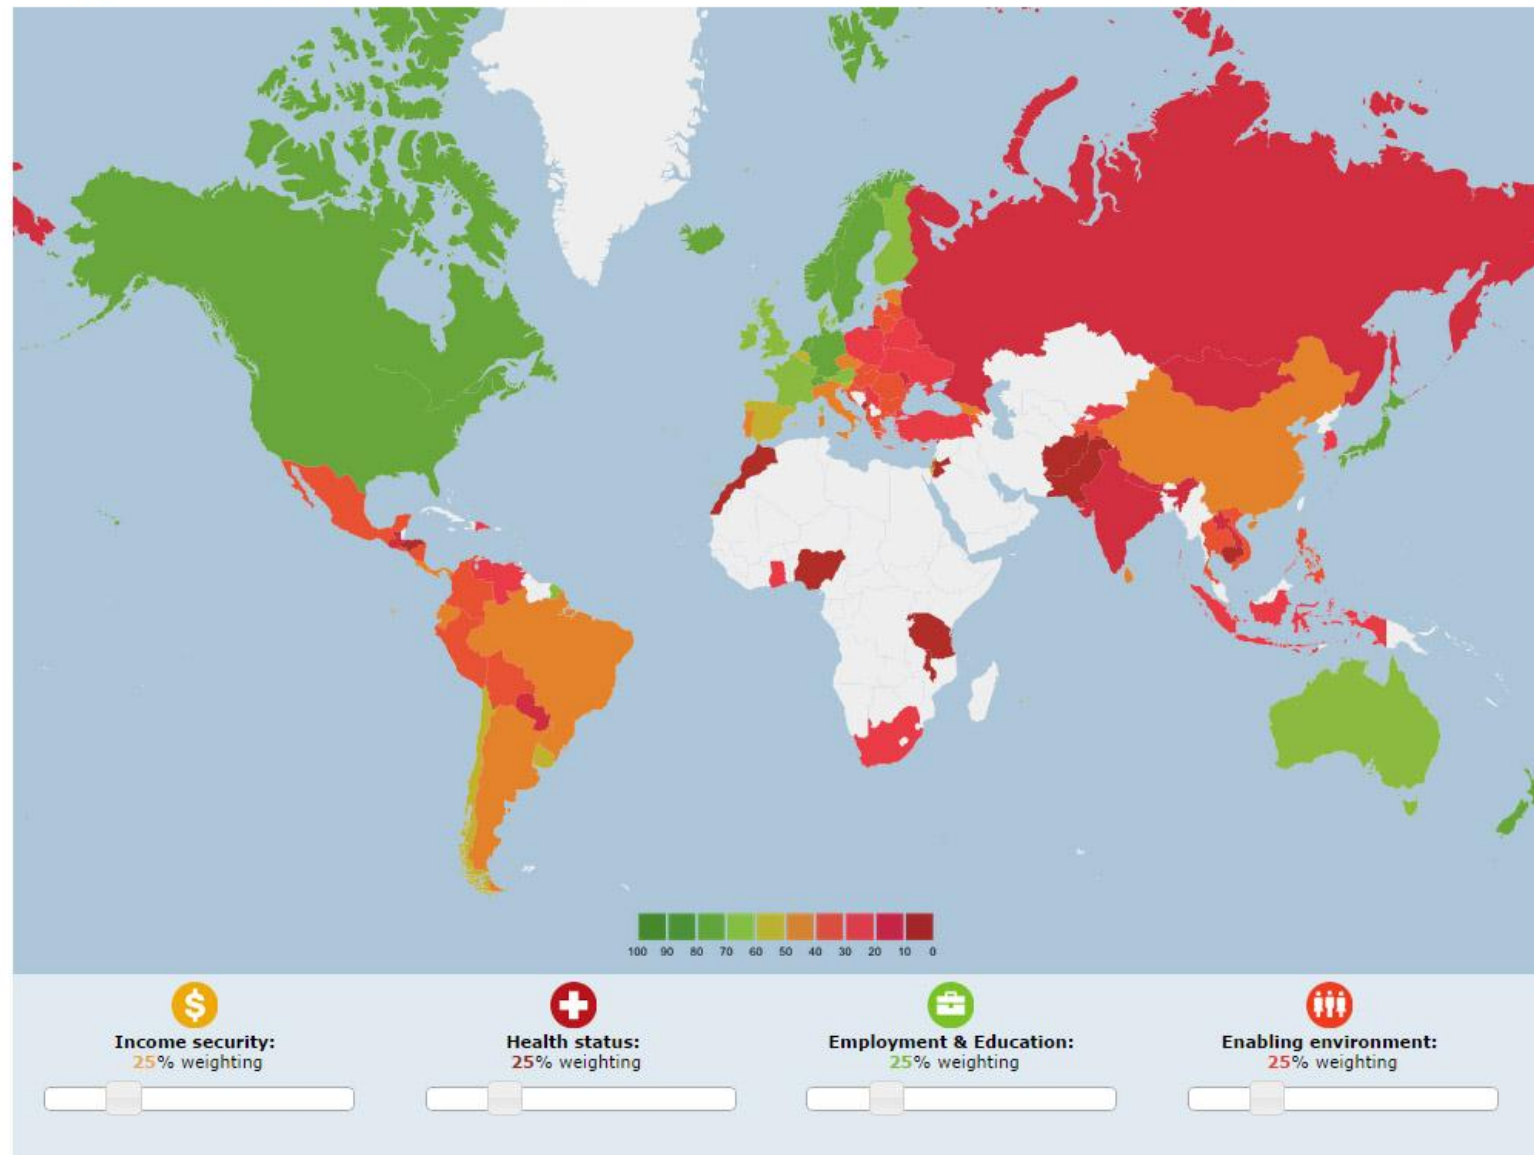 100 90 80 70 60 50 40 30 20 10 0
$
Income security:
25% weighting
Health status:
25% weighting
Employment & Education:
25% weighting
Enabling environment:
25% weighting